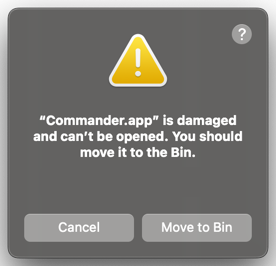 ?
“Commander.app” is damaged
and can’t be opened. You should
move it to the Bin.
Cancel
Move to Bin